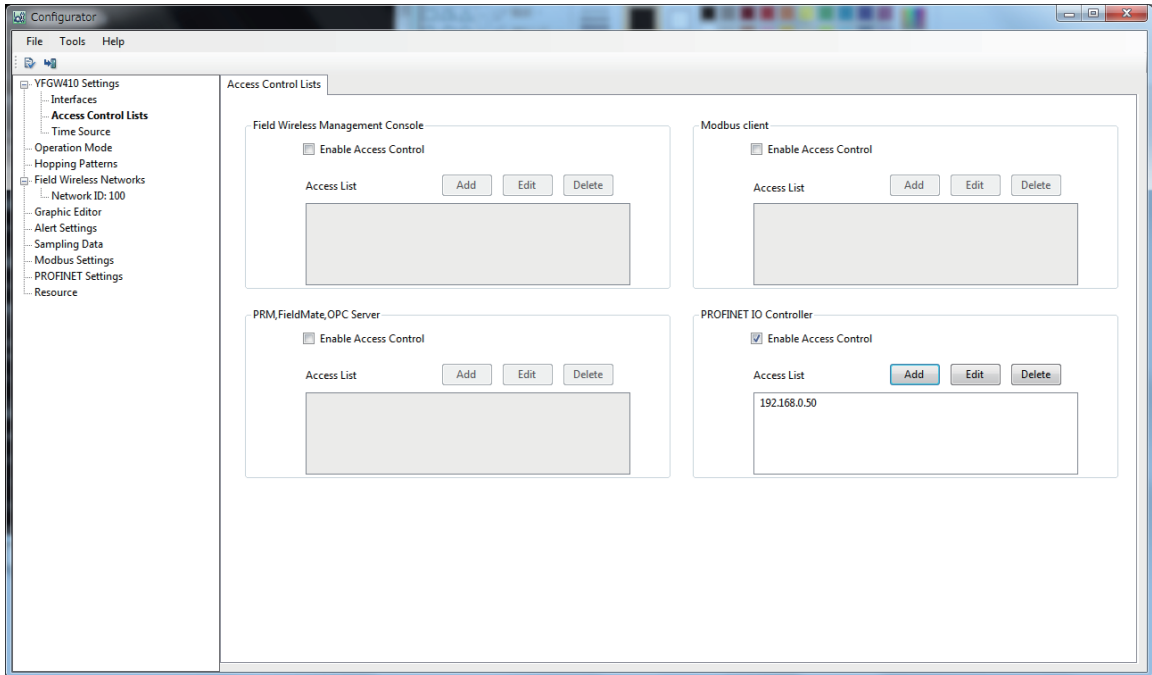 Configurator
File Tools Help
YFGW410 Settings
Interfaces
Access Control Lists
Time Source
Operation Mode
Hopping Patterns
Field Wireless Networks
Network ID: 100
Graphic Editor
Alert Settings
Sampling Data
Modbus Settings
PROFINET Settings
Resource
Access Control Lists
Field Wireless Management Console
Enable Access Control
Access List Add Edit Delete
Modbus client
Enable Access Control
Access List Add Edit Delete
PRM,FieldMate,OPC Server
Enable Access Control
Access List Add Edit Delete
PROFINET IO Controller
Enable Access Control
Access List Add Edit Delete
192.168.0.50